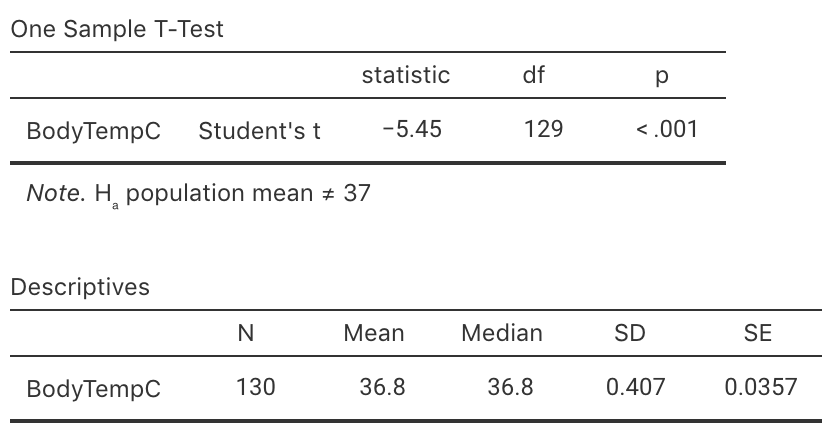 One Sample T-Test
statistic df p
BodyTempC Student's t −5.45 129 < .001
Note. Ha population mean ≠ 37
Descriptives
N Mean Median SD SE
BodyTempC 130 36.8 36.8 0.407 0.0357